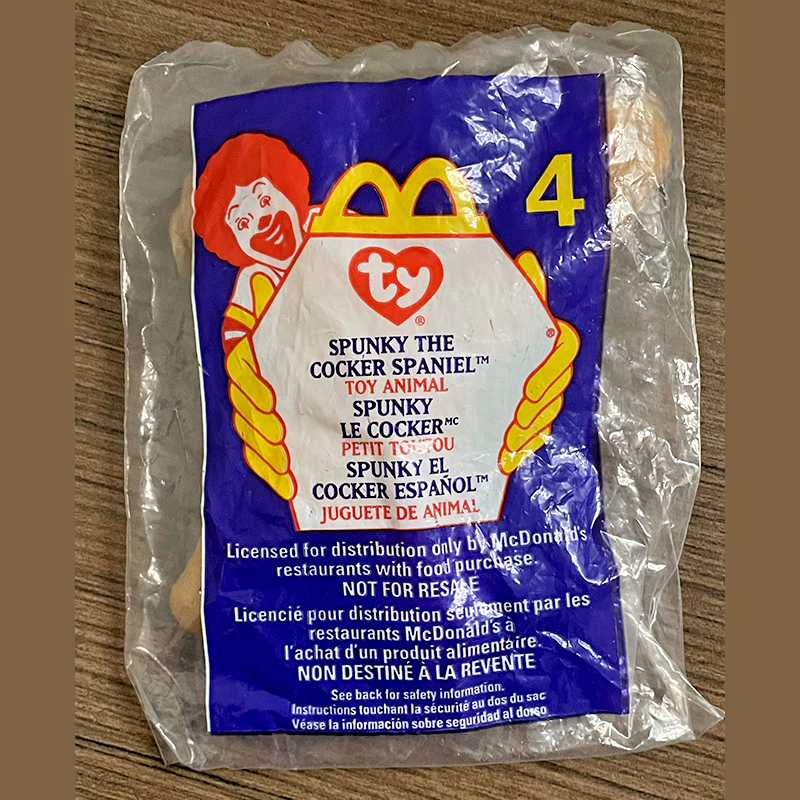 4
ty®
SPUNKY THE
COCKER SPANIEL™
TOY ANIMAL
SPUNKY
LE COCKERᴹᶜ
PETIT TOUTOU
SPUNKY EL
COCKER ESPAÑOL™
JUGUETE DE ANIMAL
®
Licensed for distribution only by McDonald's
restaurants with food purchase.
NOT FOR RESALE
Licencié pour distribution seulement par les
restaurants McDonald's à
l'achat d'un produit alimentaire.
NON DESTINÉ À LA REVENTE
See back for safety information.
Instructions touchant la sécurité au dos du sac
Véase la información sobre seguridad al dorso